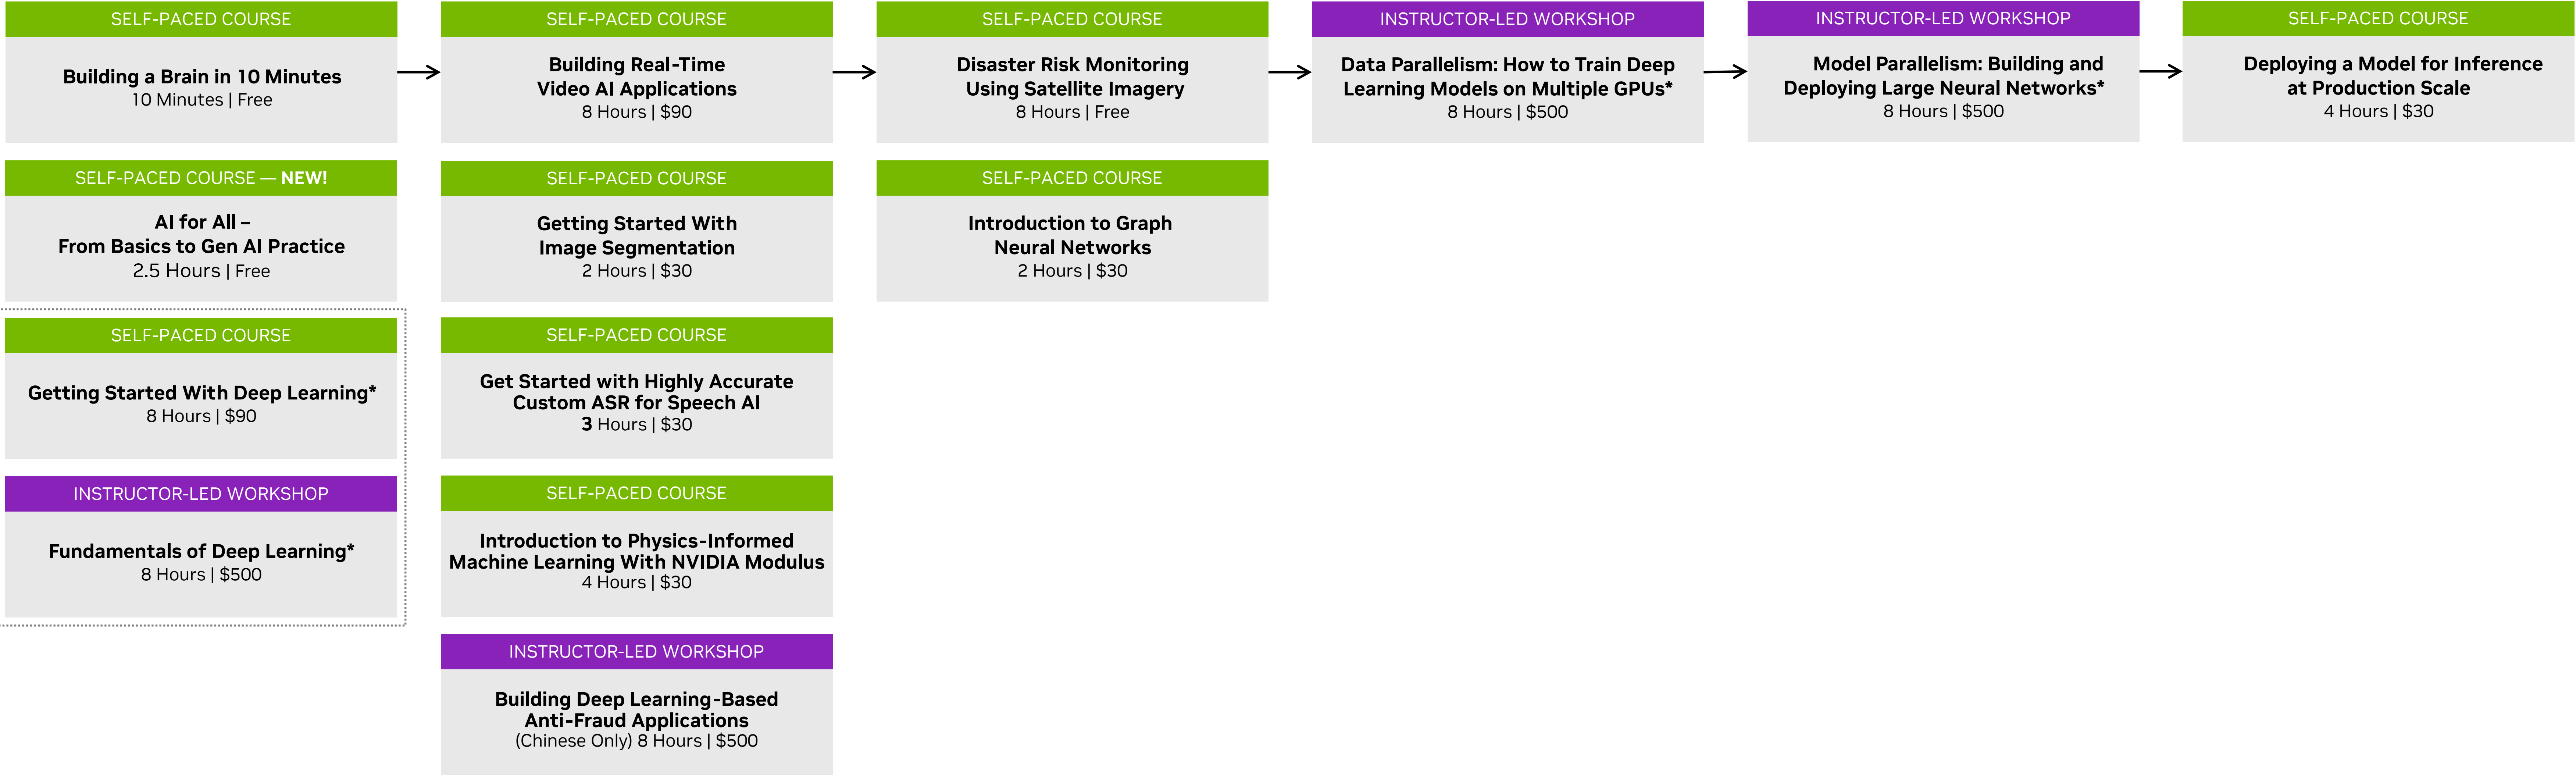 SELF-PACED COURSE
Building a Brain in 10 Minutes
10 Minutes | Free
SELF-PACED COURSE
Building Real-Time
Video AI Applications
8 Hours | $90
SELF-PACED COURSE
Disaster Risk Monitoring
Using Satellite Imagery
8 Hours | Free
INSTRUCTOR-LED WORKSHOP
Data Parallelism: How to Train Deep
Learning Models on Multiple GPUs*
8 Hours | $500
INSTRUCTOR-LED WORKSHOP
Model Parallelism: Building and
Deploying Large Neural Networks*
8 Hours | $500
SELF-PACED COURSE
Deploying a Model for Inference
at Production Scale
4 Hours | $30
SELF-PACED COURSE — NEW!
AI for All –
From Basics to Gen AI Practice
2.5 Hours | Free
SELF-PACED COURSE
Getting Started With
Image Segmentation
2 Hours | $30
SELF-PACED COURSE
Introduction to Graph
Neural Networks
2 Hours | $30
SELF-PACED COURSE
Getting Started With Deep Learning*
8 Hours | $90
SELF-PACED COURSE
Get Started with Highly Accurate
Custom ASR for Speech AI
3 Hours | $30
INSTRUCTOR-LED WORKSHOP
Fundamentals of Deep Learning*
8 Hours | $500
SELF-PACED COURSE
Introduction to Physics-Informed
Machine Learning With NVIDIA Modulus
4 Hours | $30
INSTRUCTOR-LED WORKSHOP
Building Deep Learning-Based
Anti-Fraud Applications
(Chinese Only) 8 Hours | $500